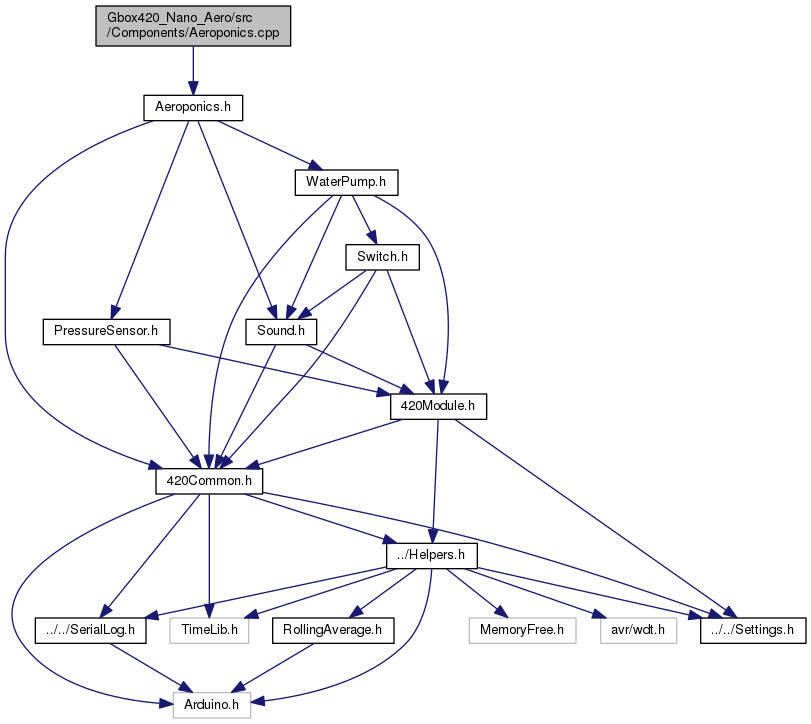 Gbox420_Nano_Aero/src
/Components/Aeroponics.cpp
Aeroponics.h
WaterPump.h
Switch.h
PressureSensor.h
Sound.h
420Module.h
420Common.h
../Helpers.h
../../SerialLog.h
TimeLib.h
RollingAverage.h
MemoryFree.h
avr/wdt.h
../../Settings.h
Arduino.h